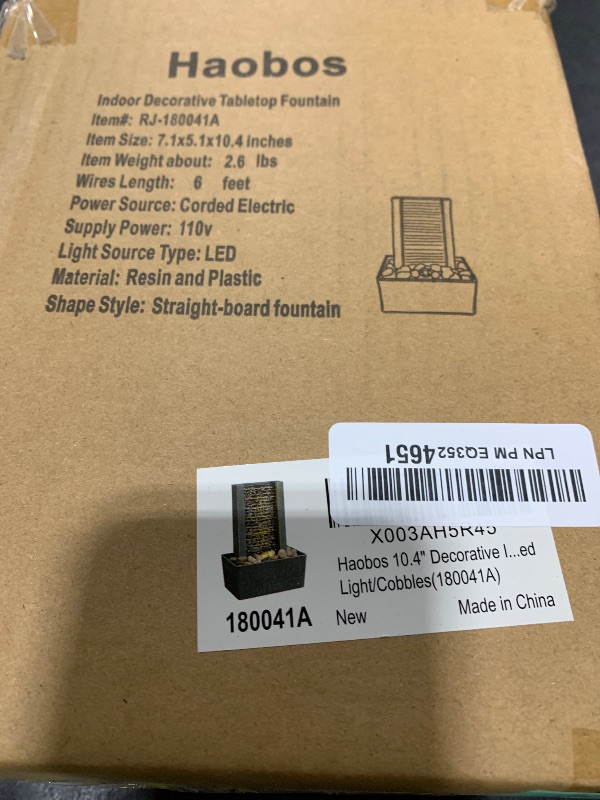 Haobos
Indoor Decorative Tabletop Fountain
Item#: RJ-180041A
Item Size: 7.1x5.1x10.4 inches
Item Weight about: 2.6 lbs
Wires Length: 6 feet
Power Source: Corded Electric
Supply Power: 110v
Light Source Type: LED
Material: Resin and Plastic
Shape Style: Straight-board fountain
LPN PM EQ3524651
X003AH5R45
Haobos 10.4" Decorative I...ed
Light/Cobbles(180041A)
180041A
New
Made in China